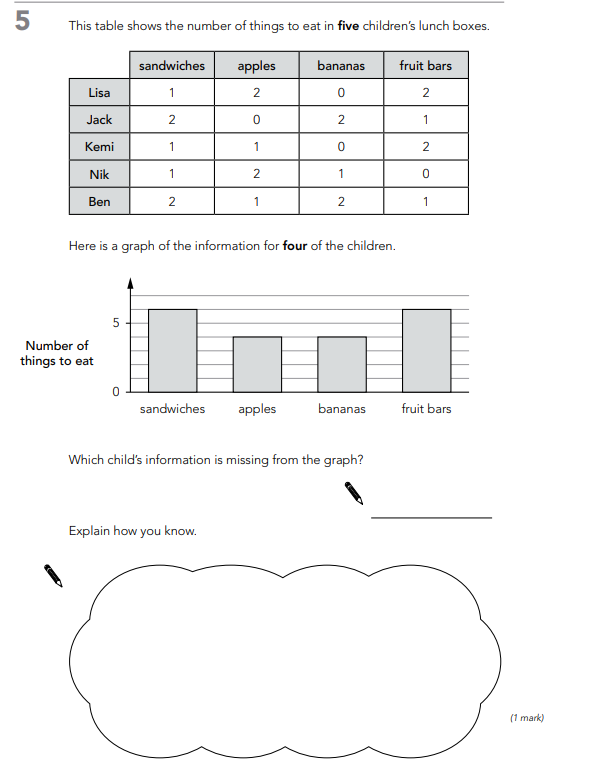 5
This table shows the number of things to eat in five children's lunch boxes.
sandwiches apples bananas fruit bars
Lisa 1 2 0 2
Jack 2 0 2 1
Kemi 1 1 0 2
Nik 1 2 1 0
Ben 2 1 2 1
Here is a graph of the information for four of the children.
5
Number of
things to eat
0
sandwiches apples bananas fruit bars
Which child's information is missing from the graph?
Explain how you know.
(1 mark)